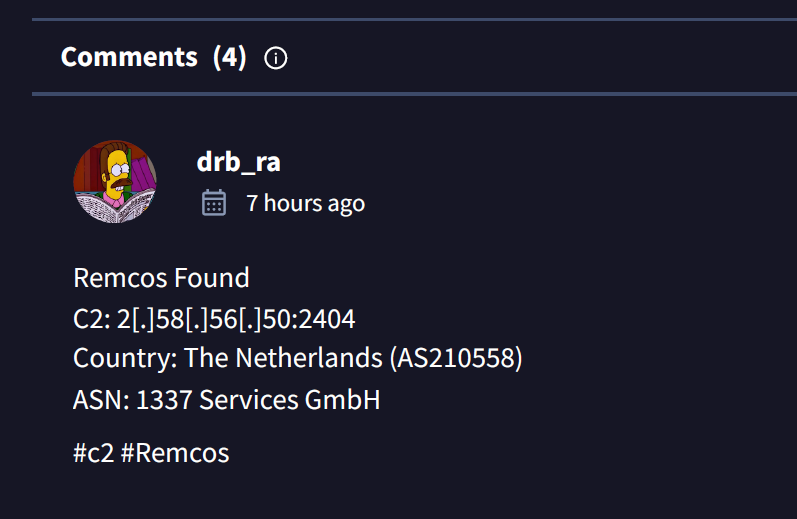 Comments (4)
drb_ra
7 hours ago
Remcos Found
C2: 2[.]58[.]56[.]50:2404
Country: The Netherlands (AS210558)
ASN: 1337 Services GmbH
#c2 #Remcos